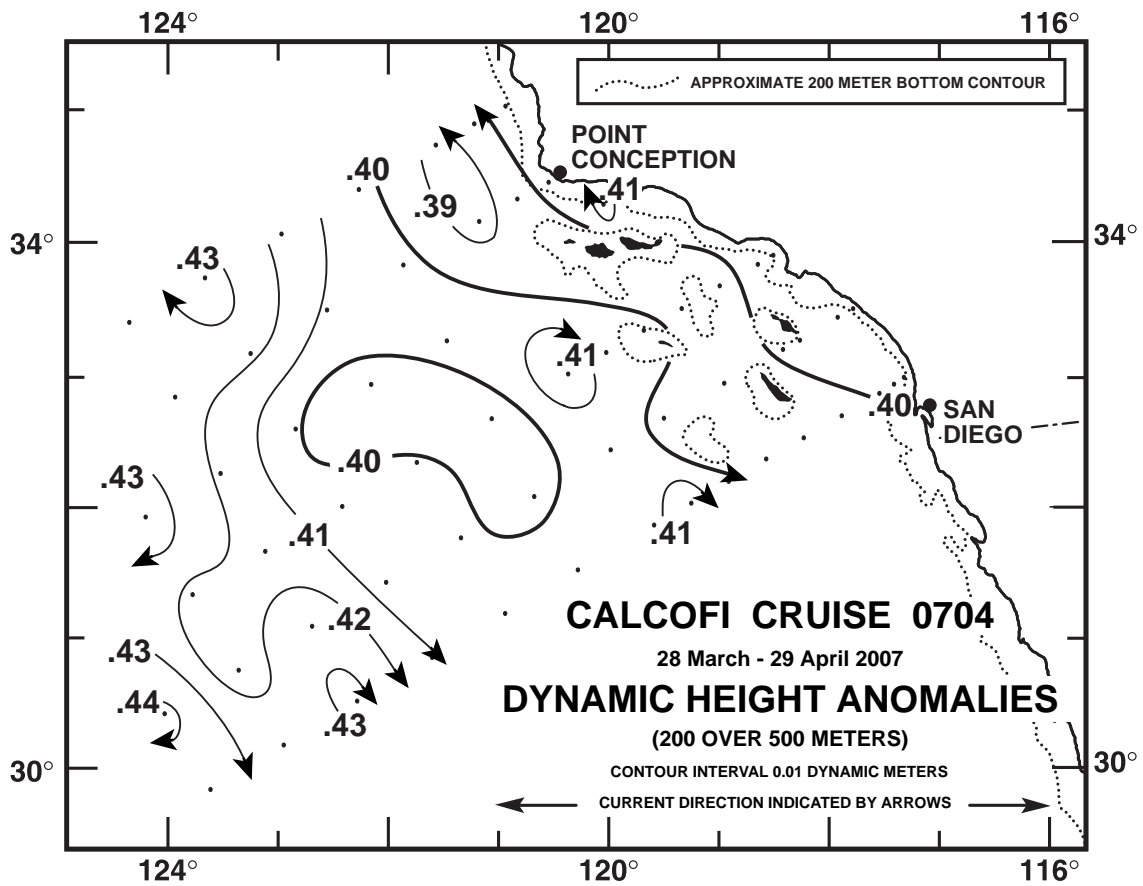 124° 120° 116°
APPROXIMATE 200 METER BOTTOM CONTOUR
POINT
CONCEPTION
.40
.39
.41
34° 34°
.43
.41
.40
SAN
DIEGO
.40
.43
.41
.41
CALCOFI CRUISE 0704
.42
.43
28 March - 29 April 2007
DYNAMIC HEIGHT ANOMALIES
.44
.43
(200 OVER 500 METERS)
30° 30°
CONTOUR INTERVAL 0.01 DYNAMIC METERS
CURRENT DIRECTION INDICATED BY ARROWS
124° 120° 116°